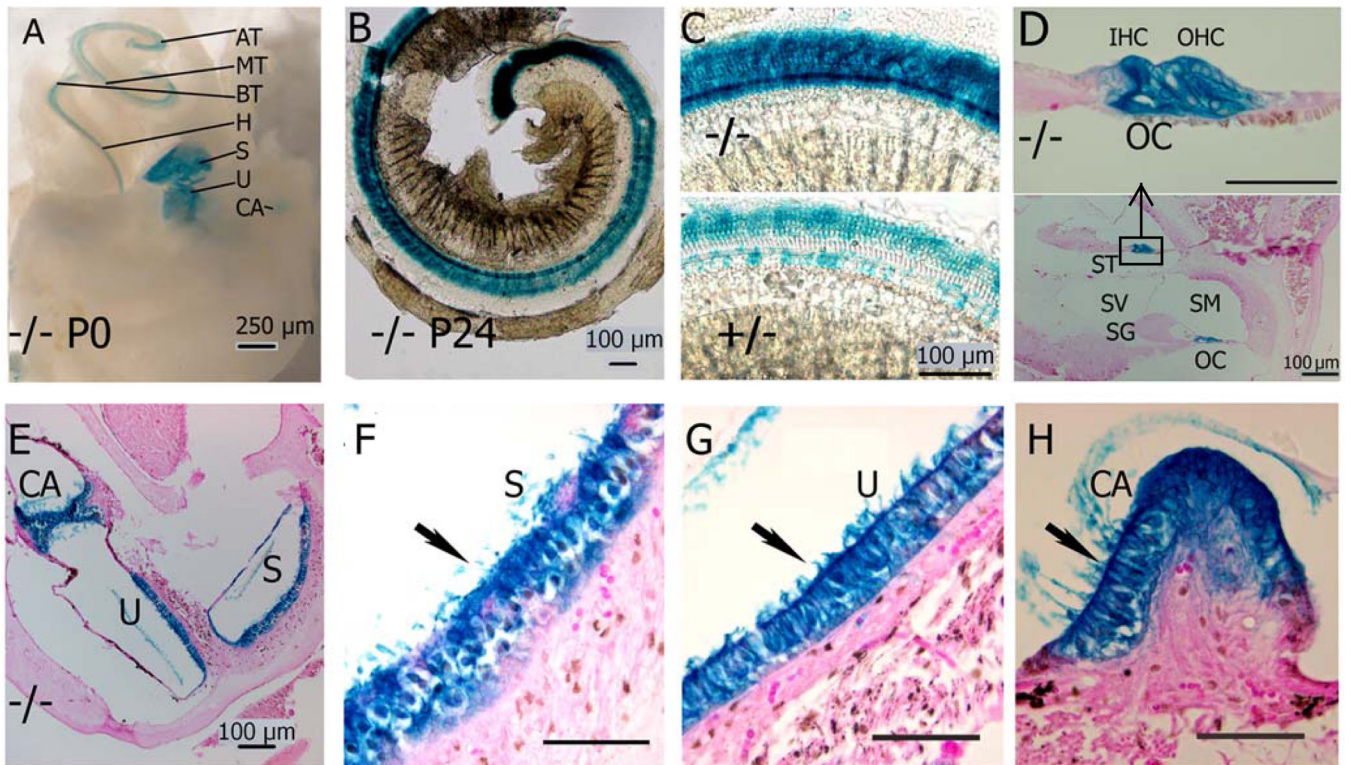 A
AT
MT
BT
H
S
U
CA-
-/- P0
250 µm
B
-/- P24
100 µm
C
-/-
+/-
100 µm
D
IHC OHC
-/-
OC
ST
SV SM
SG
OC
100 µm
E
CA
U
S
-/-
100 µm
F
S
G
U
H
CA